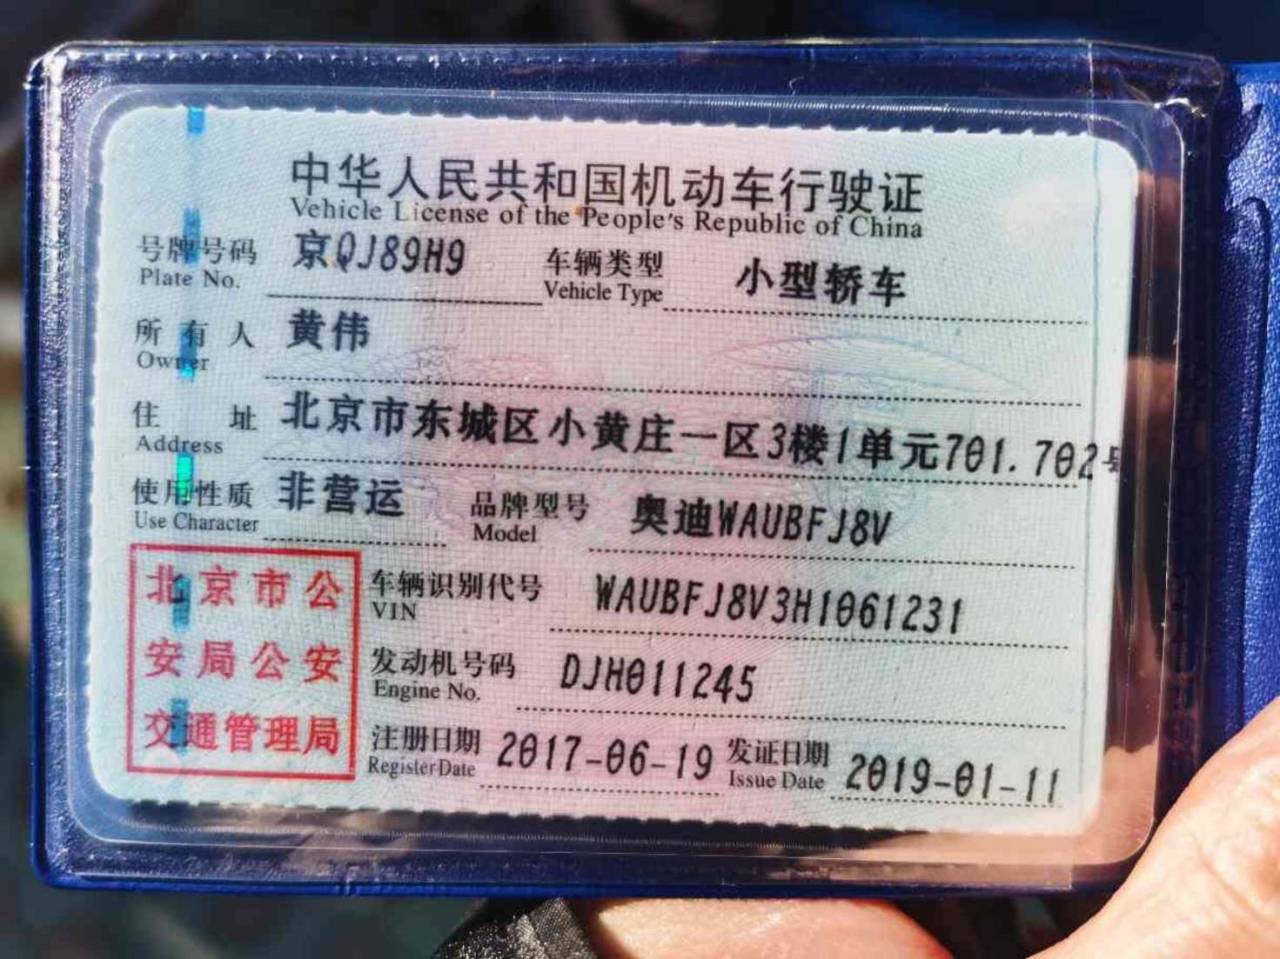 中华人民共和国机动车行驶证
Vehicle License of the People's Republic of China
号牌号码 京QJ89H9 车辆类型 小型轿车
Plate No. Vehicle Type
所有人 黄伟
Owner
住址 北京市东城区小黄庄一区3楼1单元701.702号
Address
使用性质 非营运 品牌型号 奥迪WAUBFJ8V
Use Character Model
北京市公
安局公安
交通管理局
车辆识别代号 WAUBFJ8V3H1061231
VIN
发动机号码 DJH011245
Engine No.
注册日期 2017-06-19 发证日期 2019-01-11
Register Date Issue Date